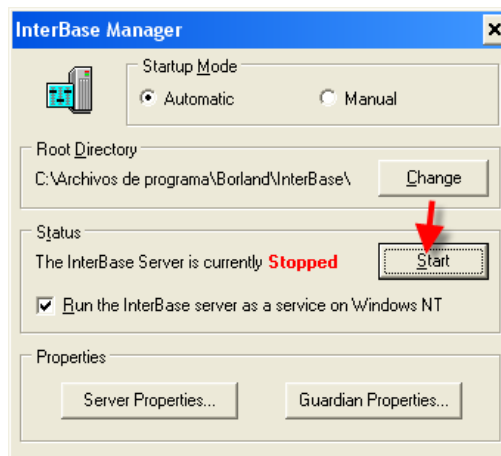 InterBase Manager
Startup Mode
Automatic
Manual
Root Directory
C:\Archivos de programa\Borland\InterBase\
Change
Status
The InterBase Server is currently Stopped
Start
Run the InterBase server as a service on Windows NT
Properties
Server Properties...
Guardian Properties...